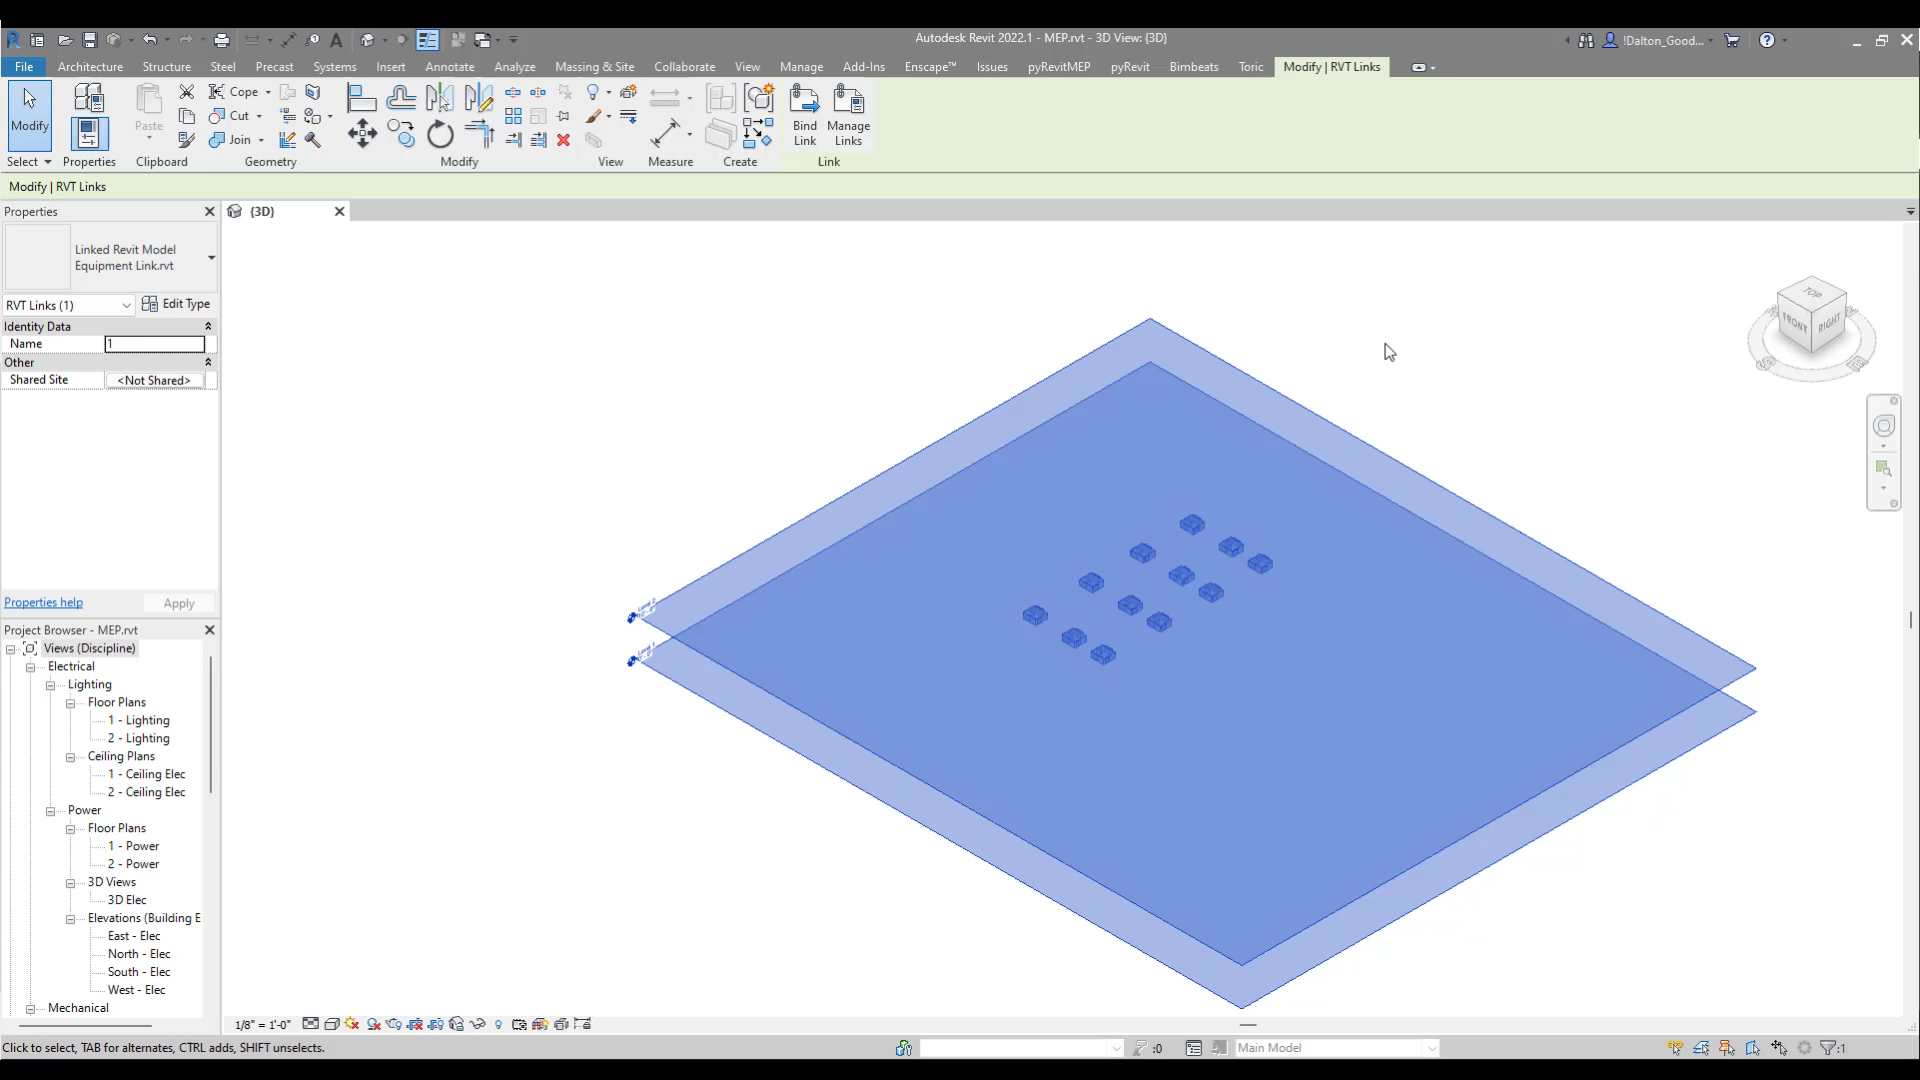 Autodesk Revit 2022.1 - MEP.rvt - 3D View: {3D}
!Dalton_Good...
File Architecture Structure Steel Precast Systems Insert Annotate Analyze Massing & Site Collaborate View Manage Add-Ins Enscape™ Issues pyRevitMEP pyRevit Bimbeats Toric Modify | RVT Links
Modify
Paste
Cope
Cut
Join
Bind Link
Manage Links
Select Properties Clipboard Geometry Modify View Measure Create Link
Modify | RVT Links
Properties
{3D}
Linked Revit Model
Equipment Link.rvt
RVT Links (1)
Edit Type
Identity Data
Name 1
Other
Shared Site <Not Shared>
Properties help
Apply
Project Browser - MEP.rvt
Views (Discipline)
Electrical
Lighting
Floor Plans
1 - Lighting
2 - Lighting
Ceiling Plans
1 - Ceiling Elec
2 - Ceiling Elec
Power
Floor Plans
1 - Power
2 - Power
3D Views
3D Elec
Elevations (Building E
East - Elec
North - Elec
South - Elec
West - Elec
Mechanical
TOP
FRONT
RIGHT
1/8" = 1'-0"
Click to select, TAB for alternates, CTRL adds, SHIFT unselects.
:0
Main Model
:1